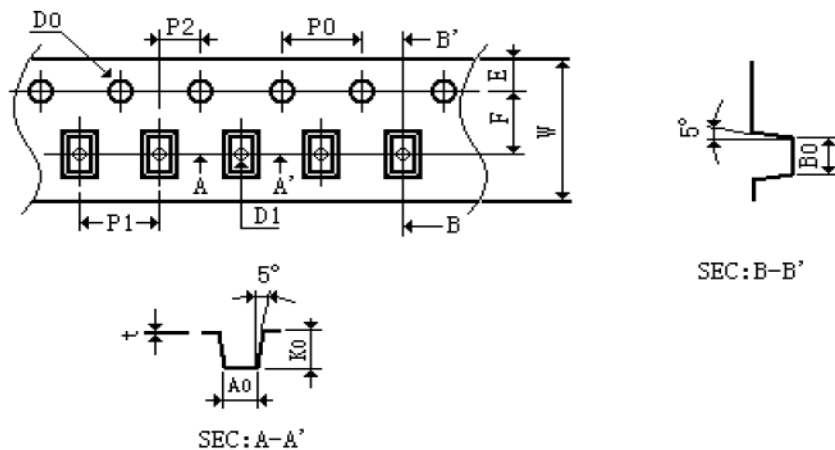 D0
P2
P0
B'
E
F
W
A
A'
P1
D1
B
5°
B0
SEC:B-B'
5°
t
K0
A0
SEC:A-A'